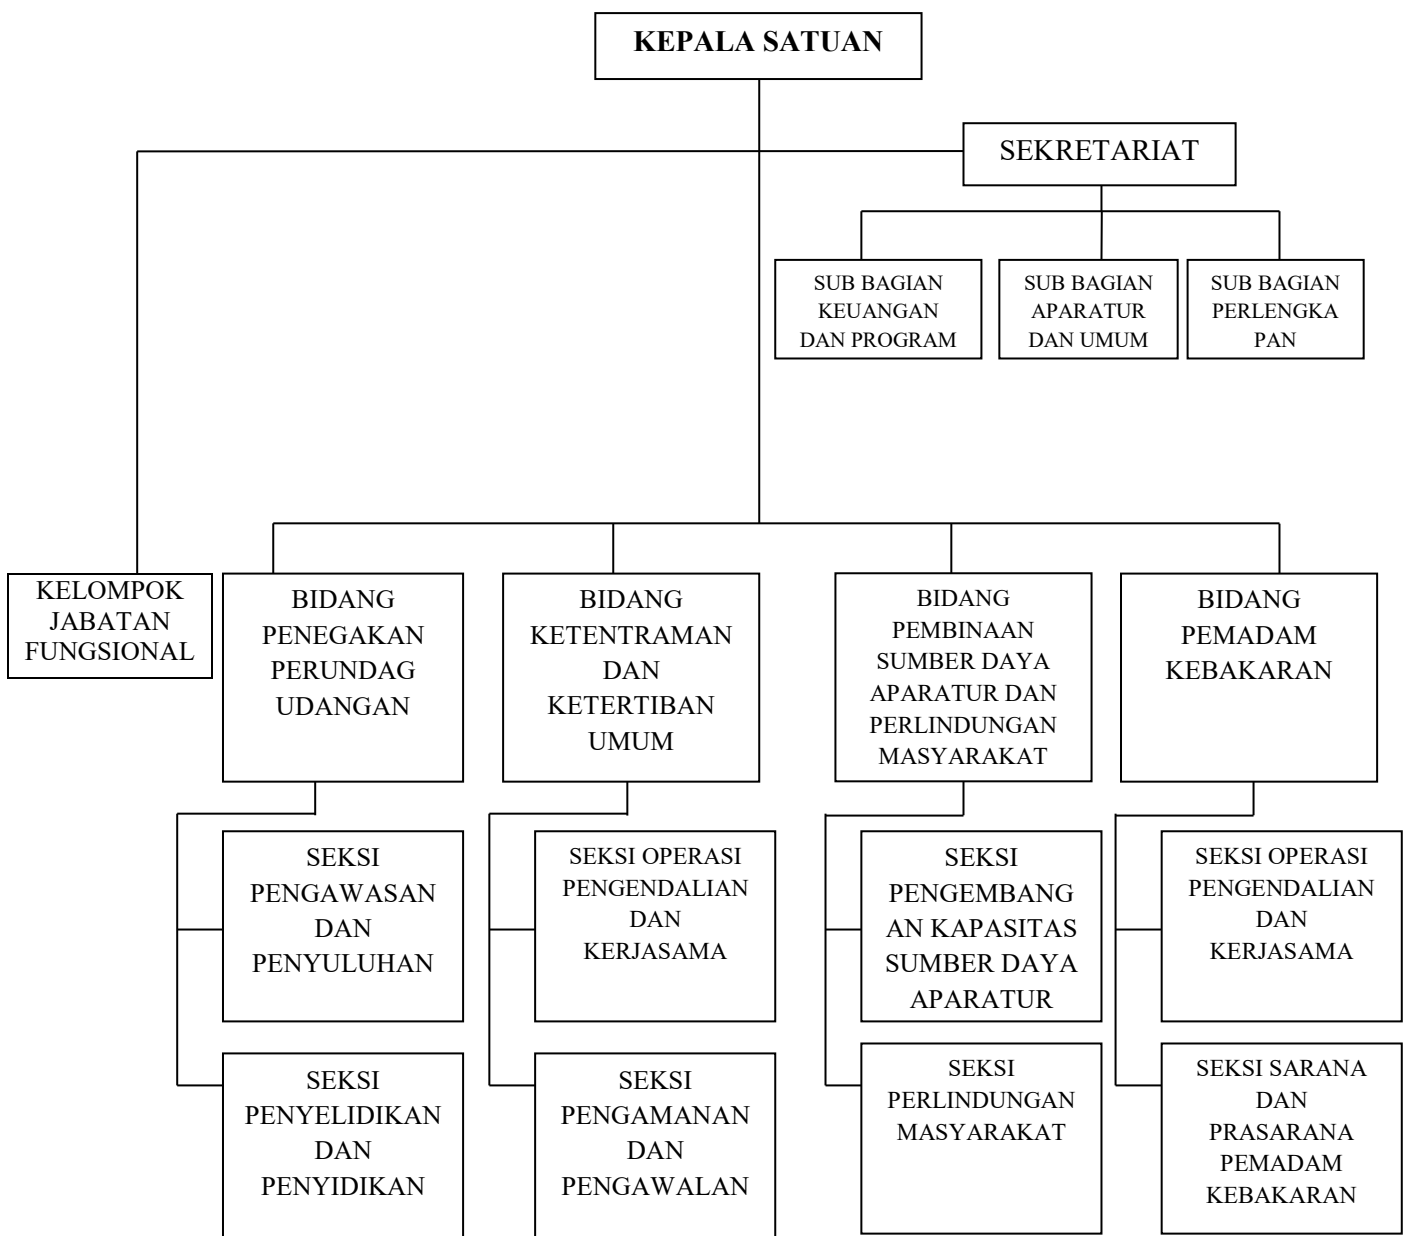 KEPALA SATUAN
SEKRETARIAT
SUB BAGIAN
KEUANGAN
DAN PROGRAM
SUB BAGIAN
APARATUR
DAN UMUM
SUB BAGIAN
PERLENGKA
PAN
KELOMPOK
JABATAN
FUNGSIONAL
BIDANG
PENEGAKAN
PERUNDAG
UDANGAN
BIDANG
KETENTRAMAN
DAN
KETERTIBAN
UMUM
BIDANG
PEMBINAAN
SUMBER DAYA
APARATUR DAN
PERLINDUNGAN
MASYARAKAT
BIDANG
PEMADAM
KEBAKARAN
SEKSI
PENGAWASAN
DAN
PENYULUHAN
SEKSI OPERASI
PENGENDALIAN
DAN
KERJASAMA
SEKSI
PENGEMBANG
AN KAPASITAS
SUMBER DAYA
APARATUR
SEKSI OPERASI
PENGENDALIAN
DAN
KERJASAMA
SEKSI
PENYELIDIKAN
DAN
PENYIDIKAN
SEKSI
PENGAMANAN
DAN
PENGAWALAN
SEKSI
PERLINDUNGAN
MASYARAKAT
SEKSI SARANA
DAN
PRASARANA
PEMADAM
KEBAKARAN